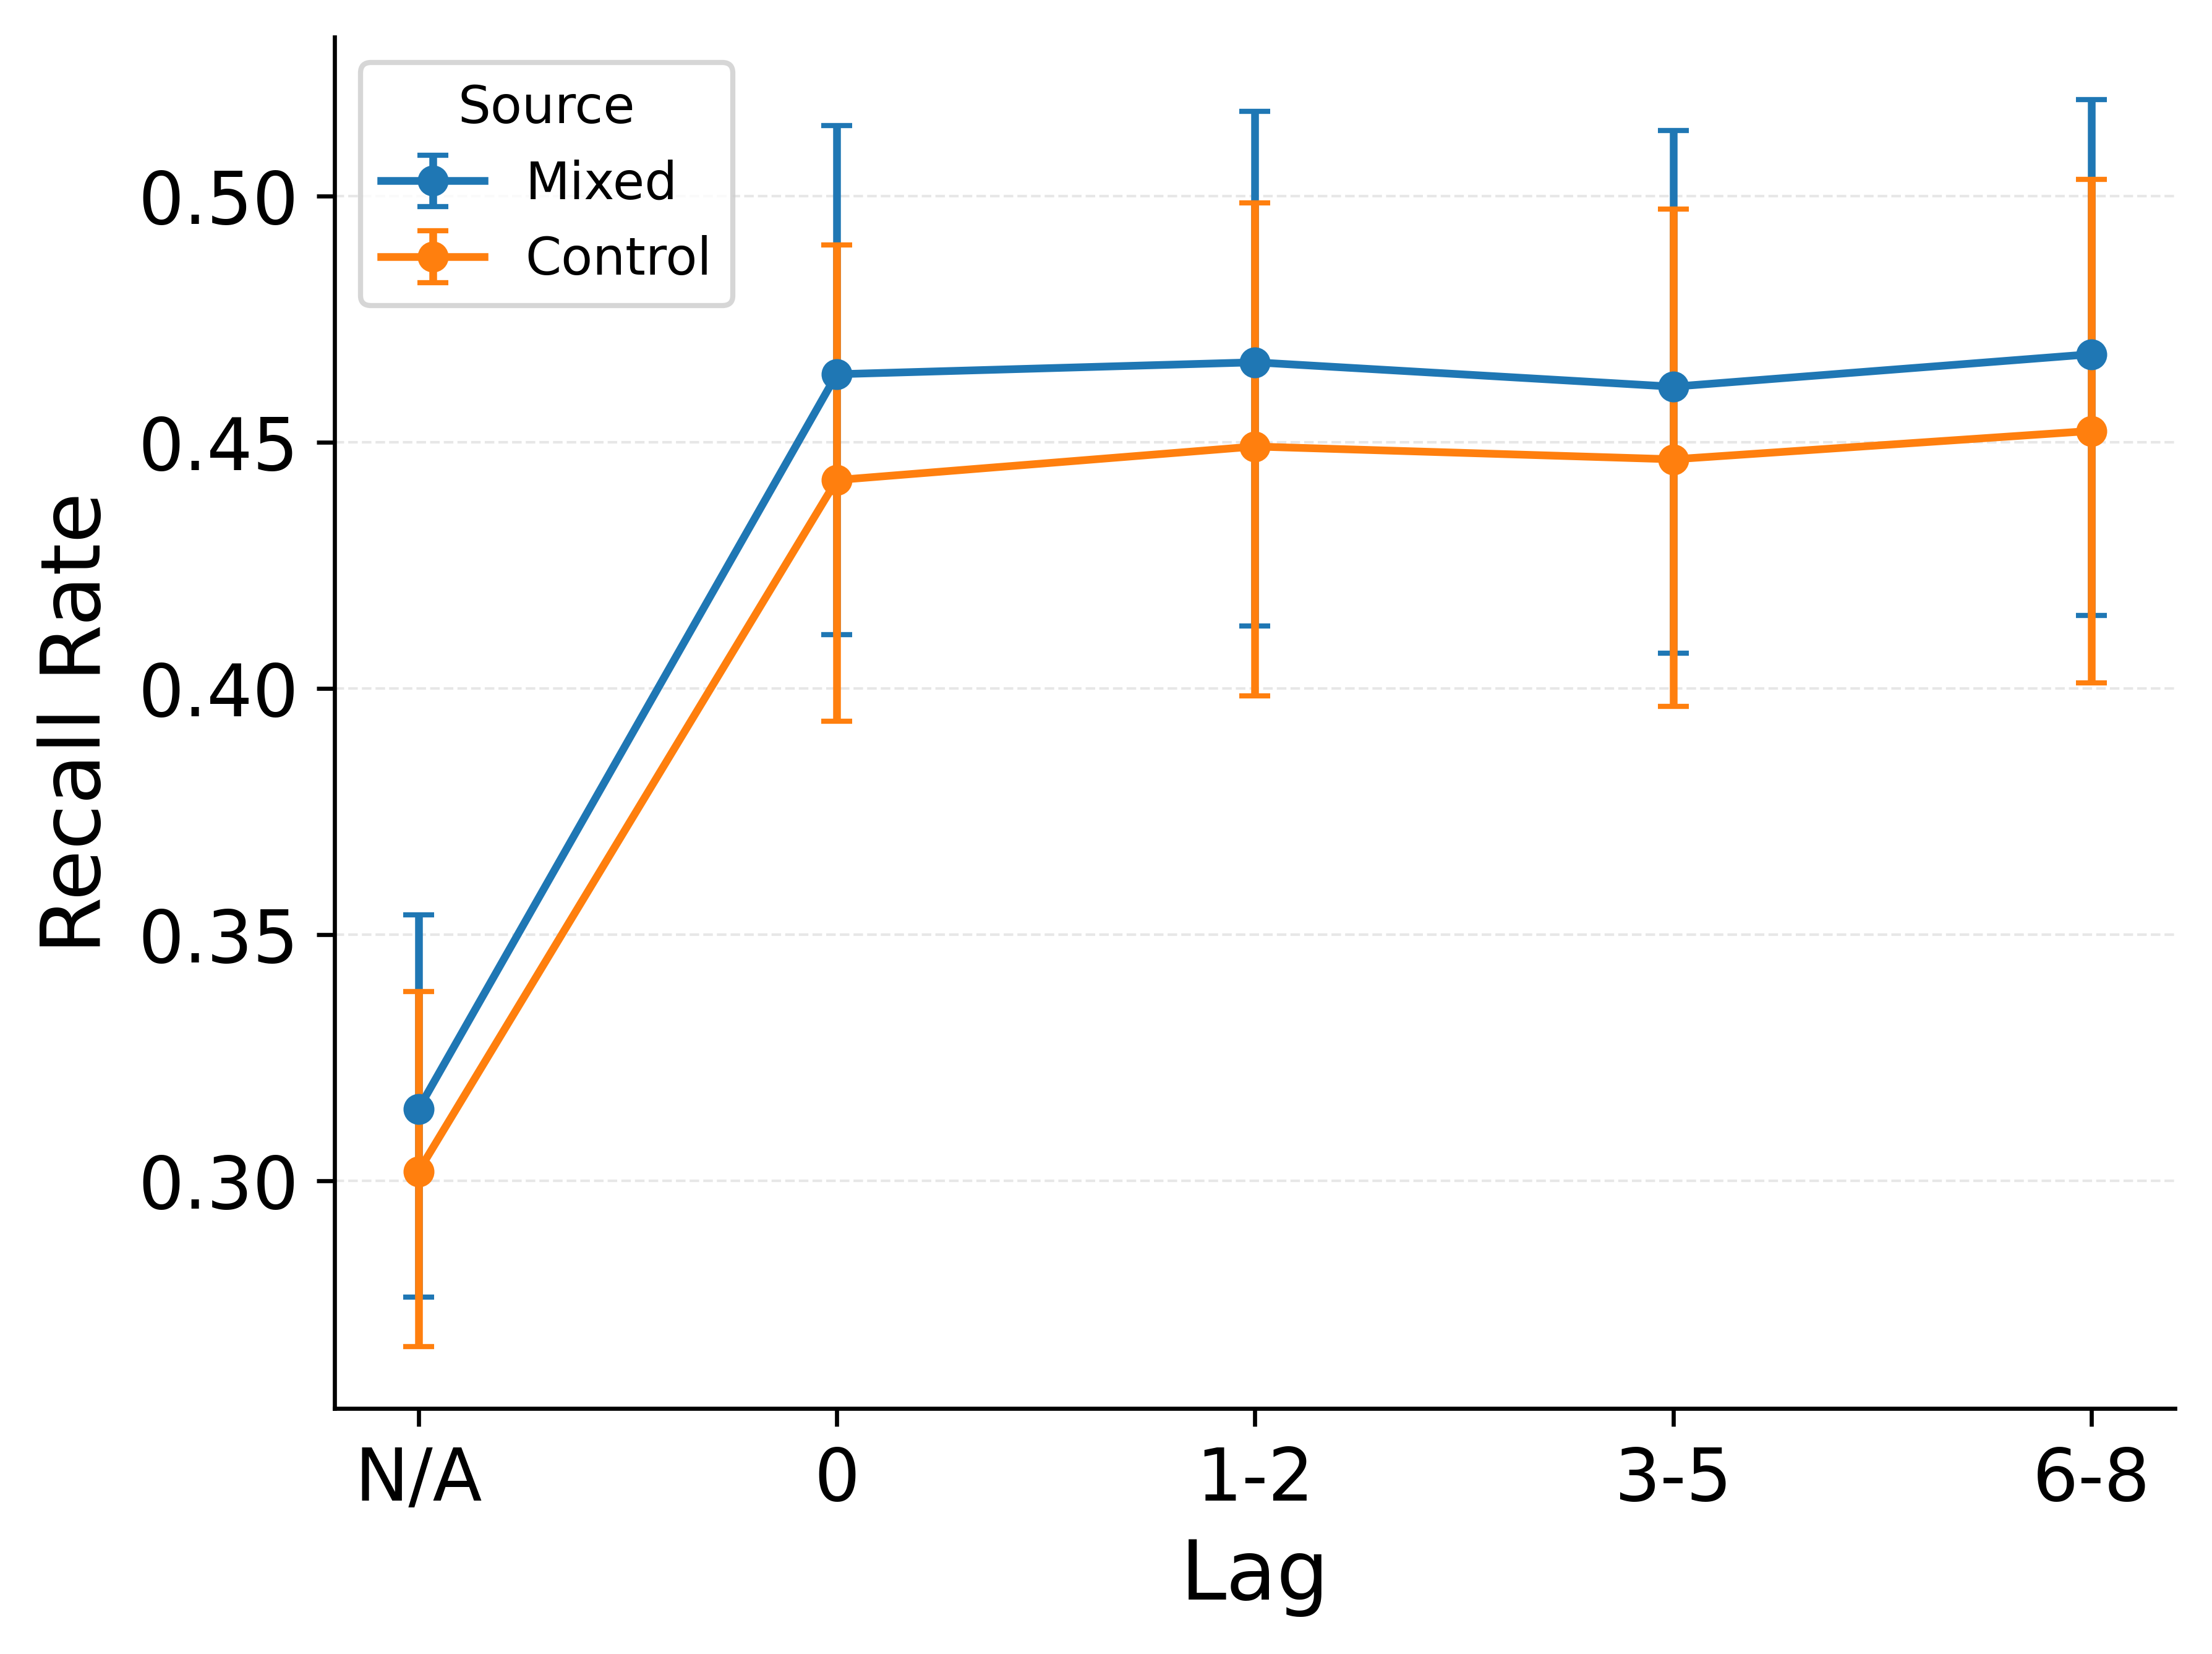 Source
Mixed
Control
0.50
0.45
0.40
0.35
0.30
Recall Rate
N/A 0 1-2 3-5 6-8
Lag